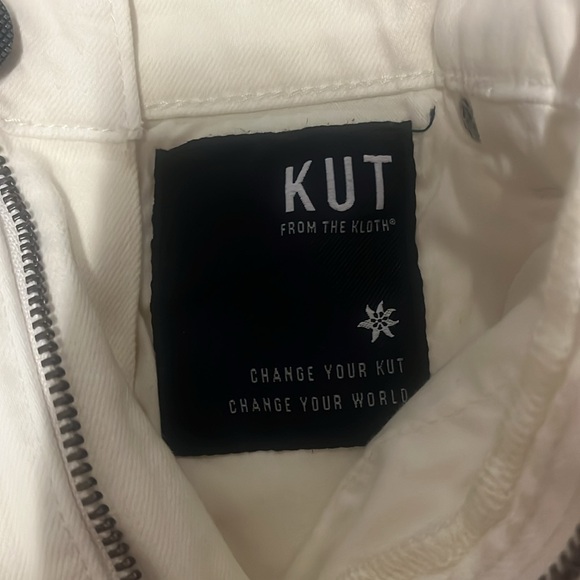 KUT
FROM THE KLOTH®
CHANGE YOUR KUT
CHANGE YOUR WORLD